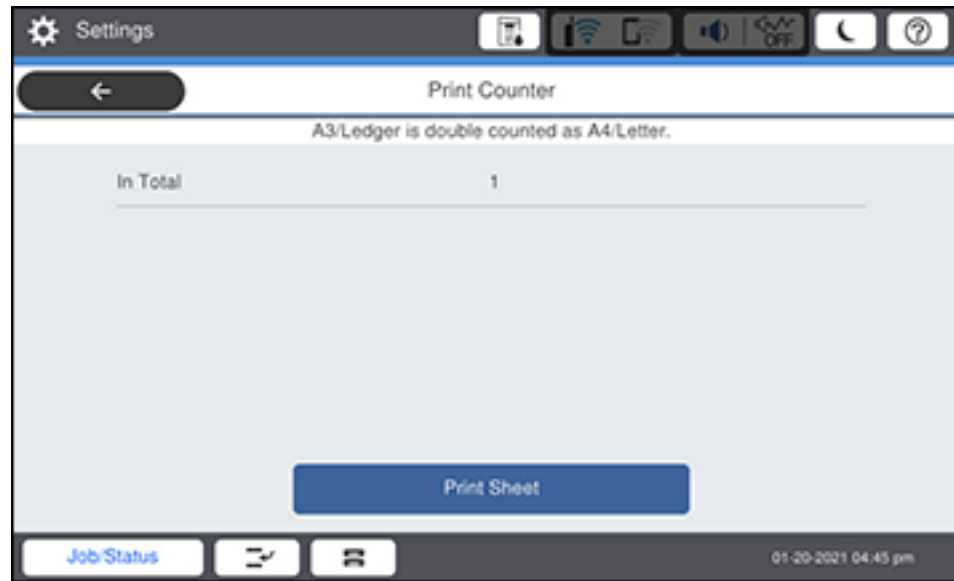 Settings
OFF
Print Counter
A3/Ledger is double counted as A4/Letter.
In Total 1
Print Sheet
Job/Status
01-20-2021 04:45 pm